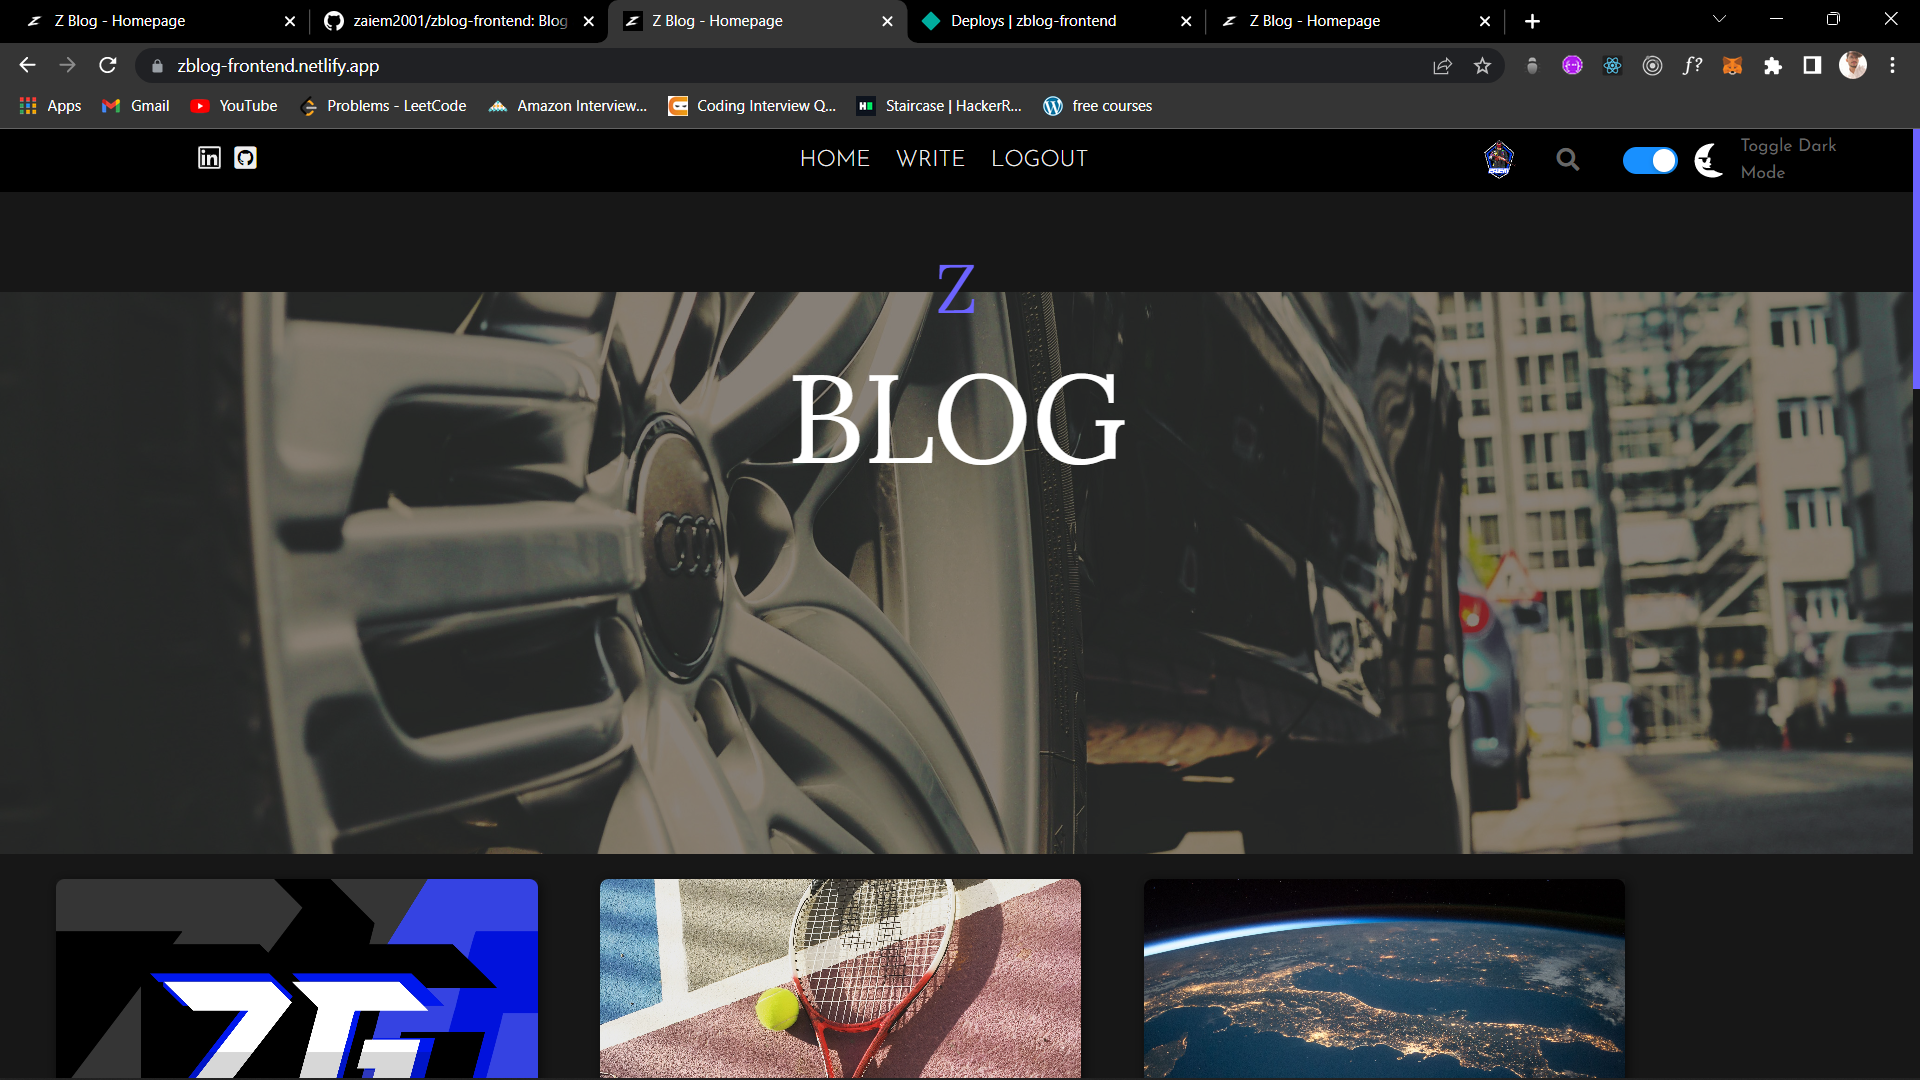 Z Blog - Homepage
zaiem2001/zblog-frontend: Blog
Z Blog - Homepage
Deploys | zblog-frontend
Z Blog - Homepage
zblog-frontend.netlify.app
f?
Apps
Gmail
YouTube
Problems - LeetCode
Amazon Interview...
Coding Interview Q...
Staircase | HackerR...
free courses
in
HOME
WRITE
LOGOUT
Toggle Dark
Mode
Z
BLOG